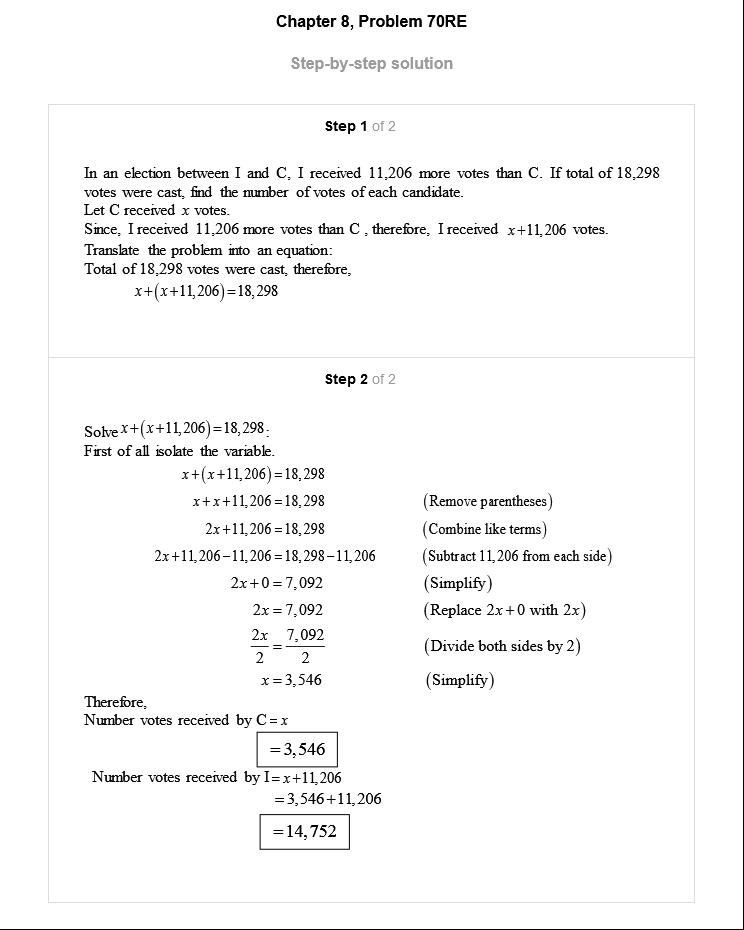 Chapter 8, Problem 70RE
Step-by-step solution
Step 1 of 2
In an election between I and C, I received 11,206 more votes than C. If total of 18,298
votes were cast, find the number of votes of each candidate.
Let C received x votes.
Since, I received 11,206 more votes than C , therefore, I received x+11,206 votes.
Translate the problem into an equation:
Total of 18,298 votes were cast, therefore,
x+(x+11,206)=18,298
Step 2 of 2
Solve x+(x+11,206)=18,298:
First of all isolate the variable.
x+(x+11,206)=18,298
x+x+11,206=18,298 (Remove parentheses)
2x+11,206=18,298 (Combine like terms)
2x+11,206−11,206=18,298−11,206 (Subtract 11,206 from each side)
2x+0=7,092 (Simplify)
2x=7,092 (Replace 2x+0 with 2x)
2x/2=7,092/2 (Divide both sides by 2)
x=3,546 (Simplify)
Therefore,
Number votes received by C=x
=3,546
Number votes received by I=x+11,206
=3,546+11,206
=14,752